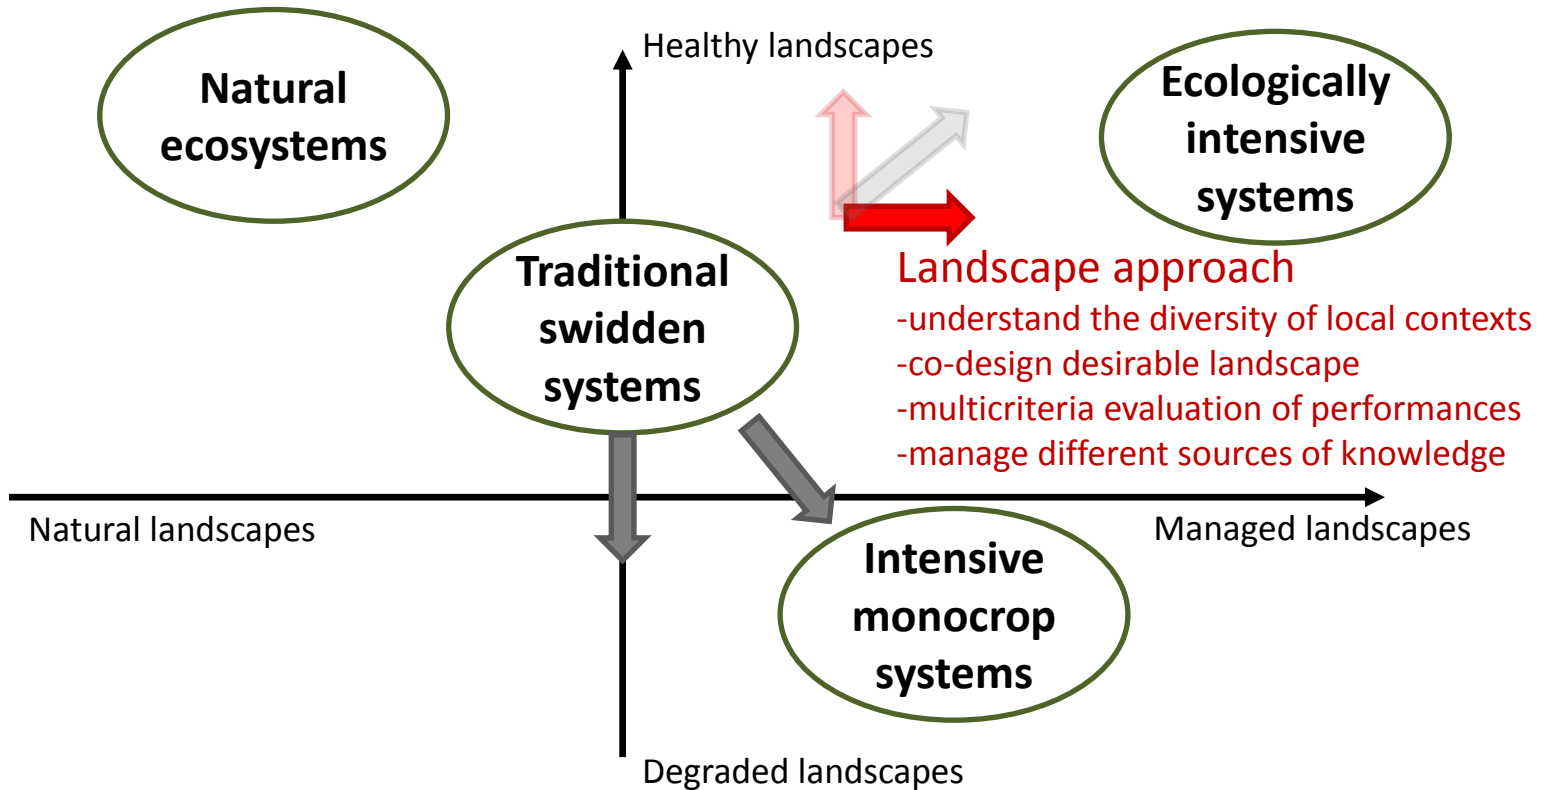 Healthy landscapes
Natural
ecosystems
Ecologically
intensive
systems
Traditional
swidden
systems
Landscape approach
-understand the diversity of local contexts
-co-design desirable landscape
-multicriteria evaluation of performances
-manage different sources of knowledge
Natural landscapes
Managed landscapes
Intensive
monocrop
systems
Degraded landscapes